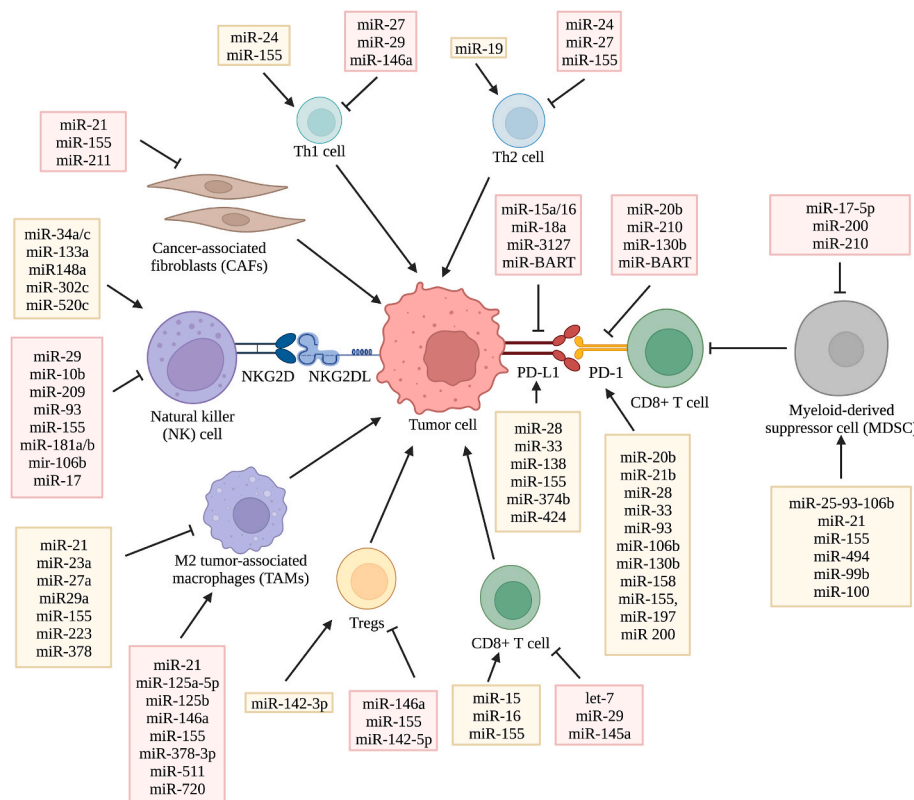 miR-24
miR-155
miR-27
miR-29
miR-146a
miR-19
miR-24
miR-27
miR-155
Th1 cell
Th2 cell
miR-21
miR-155
miR-211
Cancer-associated
fibroblasts (CAFs)
miR-15a/16
miR-18a
miR-3127
miR-BART
miR-20b
miR-210
miR-130b
miR-BART
miR-17-5p
miR-200
miR-210
miR-34a/c
miR-133a
miR148a
miR-302c
miR-520c
miR-29
miR-10b
miR-209
miR-93
miR-155
miR-181a/b
mir-106b
miR-17
Natural killer
(NK) cell
NKG2D
NKG2DL
Tumor cell
PD-L1
PD-1
CD8+ T cell
Myeloid-derived
suppressor cell (MDSC)
miR-28
miR-33
miR-138
miR-155
miR-374b
miR-424
miR-20b
miR-21b
miR-28
miR-33
miR-93
miR-106b
miR-130b
miR-158
miR-155,
miR-197
miR 200
miR-25-93-106b
miR-21
miR-155
miR-494
miR-99b
miR-100
miR-21
miR-23a
miR-27a
miR29a
miR-155
miR-223
miR-378
M2 tumor-associated
macrophages (TAMs)
miR-21
miR-125a-5p
miR-125b
miR-146a
miR-155
miR-378-3p
miR-511
miR-720
Tregs
miR-142-3p
miR-146a
miR-155
miR-142-5p
CD8+ T cell
miR-15
miR-16
miR-155
let-7
miR-29
miR-145a